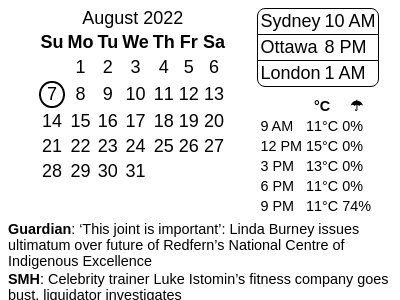 August 2022
Su Mo Tu We Th Fr Sa
1 2 3 4 5 6
7 8 9 10 11 12 13
14 15 16 17 18 19 20
21 22 23 24 25 26 27
28 29 30 31
Sydney 10 AM
Ottawa 8 PM
London 1 AM
°C ☂
9 AM 11°C 0%
12 PM 15°C 0%
3 PM 13°C 0%
6 PM 11°C 0%
9 PM 11°C 74%
Guardian: ‘This joint is important’: Linda Burney issues
ultimatum over future of Redfern’s National Centre of
Indigenous Excellence
SMH: Celebrity trainer Luke Istomin’s fitness company goes
bust, liquidator investigates